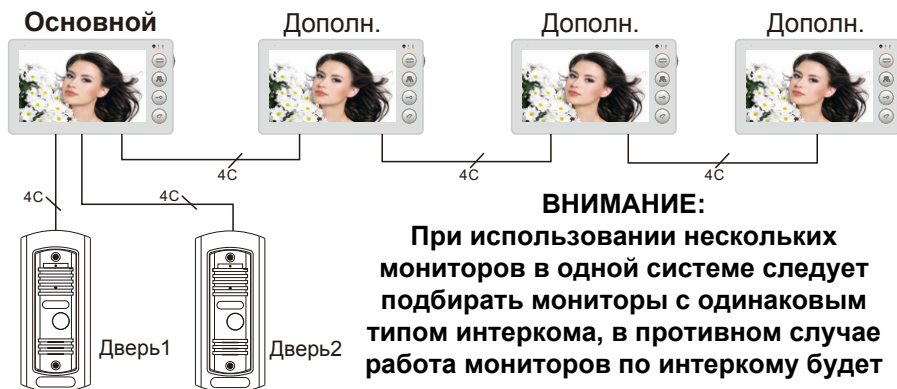 Основной
Дополн.
Дополн.
Дополн.
4C
4C
4C
4C
4C
Дверь1
Дверь2
ВНИМАНИЕ:
При использовании нескольких
мониторов в одной системе следует
подбирать мониторы с одинаковым
типом интеркома, в противном случае
работа мониторов по интеркому будет